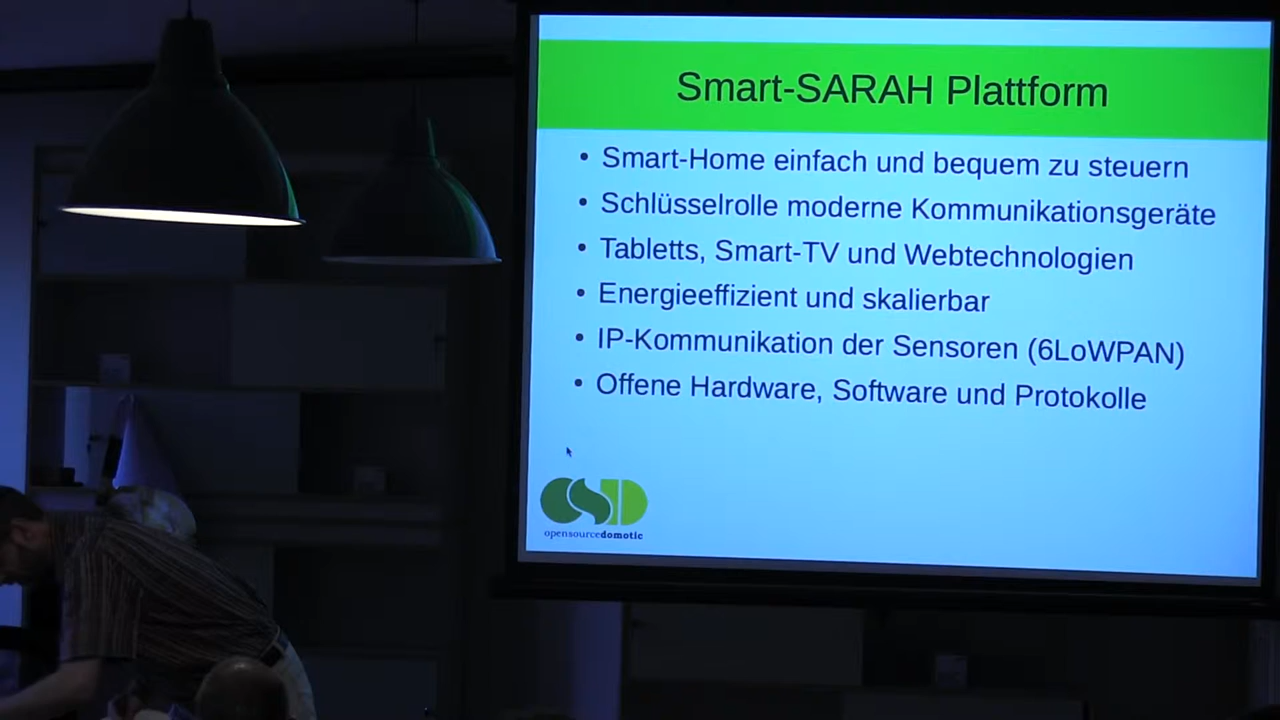 Smart-SARAH Plattform
• Smart-Home einfach und bequem zu steuern
• Schlüsselrolle moderne Kommunikationsgeräte
• Tabletts, Smart-TV und Webtechnologien
• Energieeffizient und skalierbar
• IP-Kommunikation der Sensoren (6LoWPAN)
• Offene Hardware, Software und Protokolle
OSD
opensourcedomotic